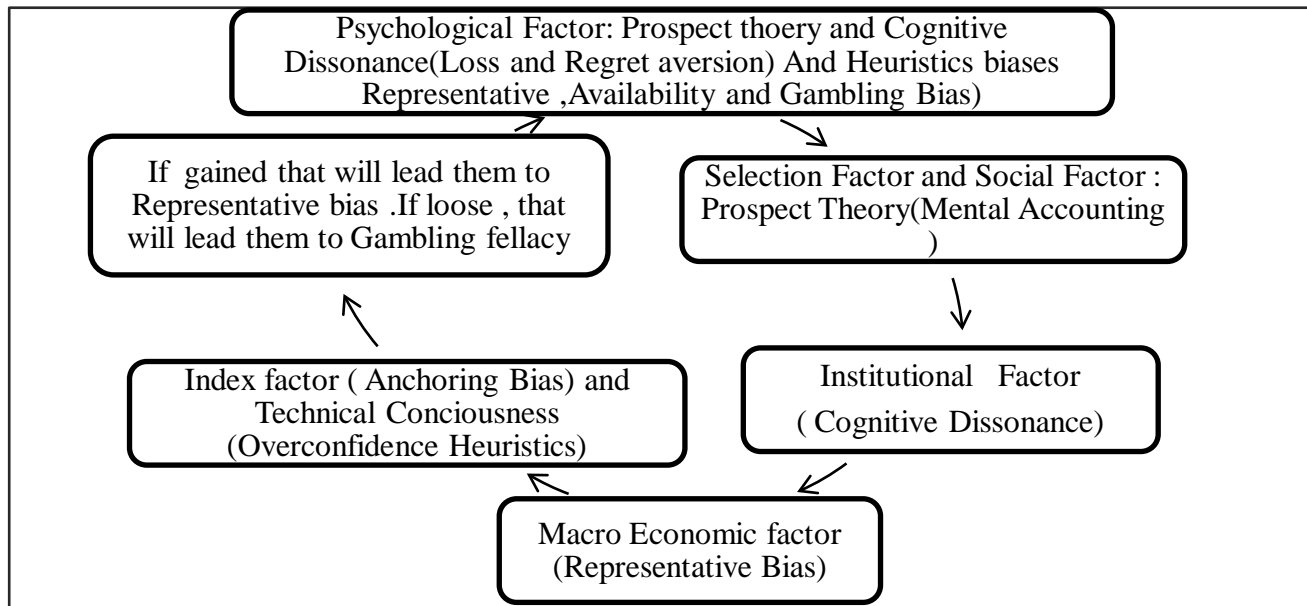 Psychological Factor: Prospect thoery and Cognitive
Dissonance(Loss and Regret aversion) And Heuristics biases
Representative ,Availability and Gambling Bias)
Selection Factor and Social Factor :
Prospect Theory(Mental Accounting
)
Institutional Factor
( Cognitive Dissonance)
Macro Economic factor
(Representative Bias)
Index factor ( Anchoring Bias) and
Technical Conciousness
(Overconfidence Heuristics)
If gained that will lead them to
Representative bias .If loose , that
will lead them to Gambling fellacy